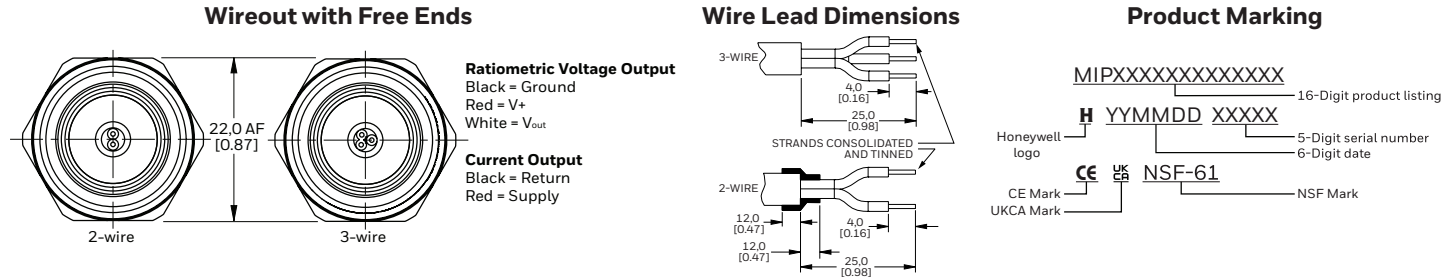 Wireout with Free Ends
22,0 AF
[0.87]
2-wire
3-wire
Ratiometric Voltage Output
Black = Ground
Red = V+
White = Vout
Current Output
Black = Return
Red = Supply
Wire Lead Dimensions
3-WIRE
4,0
[0.16]
25,0
[0.98]
STRANDS CONSOLIDATED
AND TINNED
2-WIRE
12,0
[0.47]
4,0
[0.16]
12,0
[0.47]
25,0
[0.98]
Product Marking
MIPXXXXXXXXXXXXX
16-Digit product listing
H YYMMDD XXXXX
Honeywell
logo
5-Digit serial number
6-Digit date
CE UKCA NSF-61
CE Mark
NSF Mark
UKCA Mark